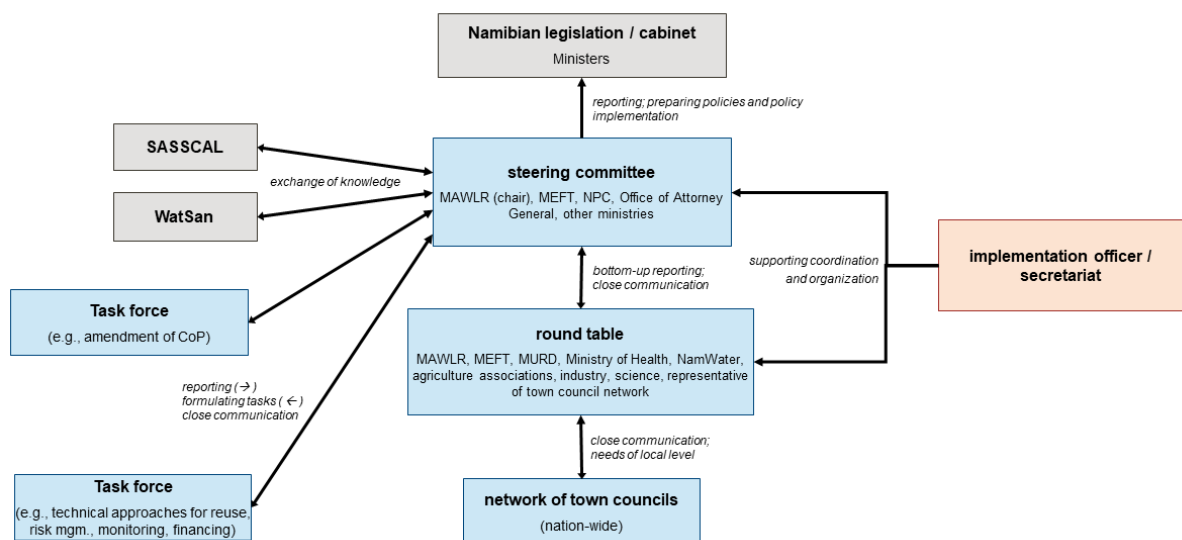 Namibian legislation / cabinet
Ministers
reporting; preparing policies and policy
implementation
SASSCAL
exchange of knowledge
WatSan
steering committee
MAWLR (chair), MEFT, NPC, Office of Attorney
General, other ministries
supporting coordination
and organization
implementation officer /
secretariat
bottom-up reporting;
close communication
Task force
(e.g., amendment of CoP)
round table
MAWLR, MEFT, MURD, Ministry of Health, NamWater,
agriculture associations, industry, science, representative
of town council network
reporting (→)
formulating tasks (←)
close communication
close communication;
needs of local level
Task force
(e.g., technical approaches for reuse,
risk mgm., monitoring, financing)
network of town councils
(nation-wide)